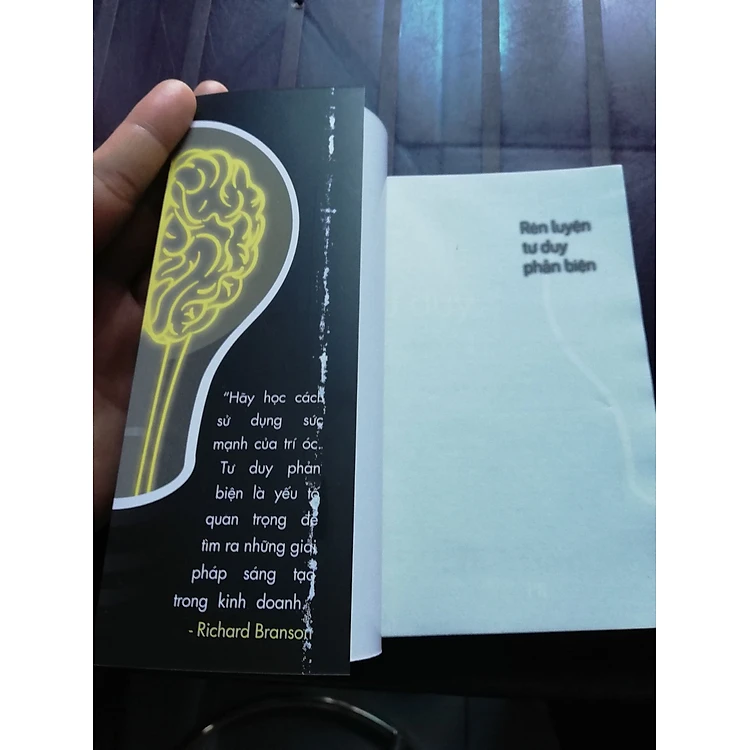 "Hãy học cách
sử dụng sức
mạnh của trí óc.
Tư duy phản
biện là yếu tố
quan trọng để
tìm ra những giải
pháp sáng tạo
trong kinh doanh.
- Richard Branson
Rèn luyện
tư duy
phản biện